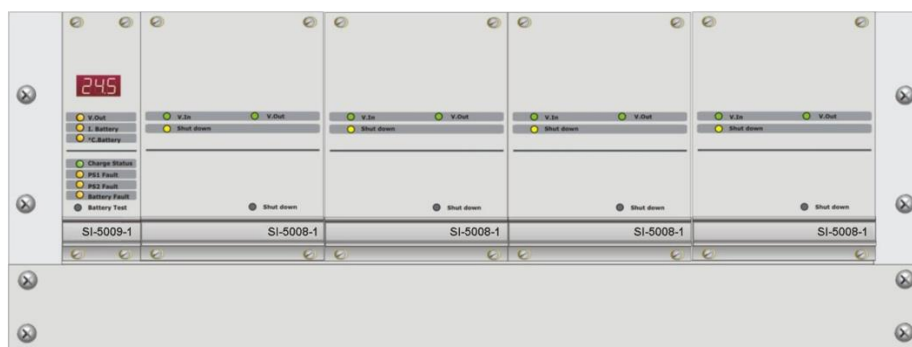 24.5
V.Out
I. Battery
°C.Battery
Charge Status
PS1 Fault
PS2 Fault
Battery Fault
Battery Test
SI-5009-1
V.In V.Out
Shut down
Shut down
SI-5008-1
V.In V.Out
Shut down
Shut down
SI-5008-1
V.In V.Out
Shut down
Shut down
SI-5008-1
V.In V.Out
Shut down
Shut down
SI-5008-1